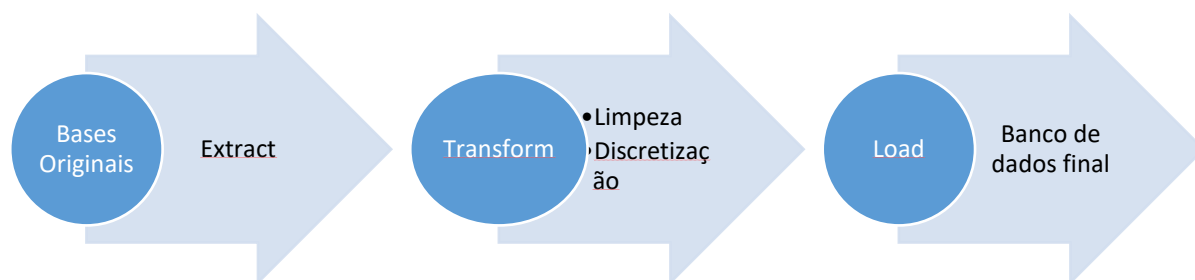 Bases
Originais
Extract
Transform
•Limpeza
•Discretizaç
ão
Load
Banco de
dados final